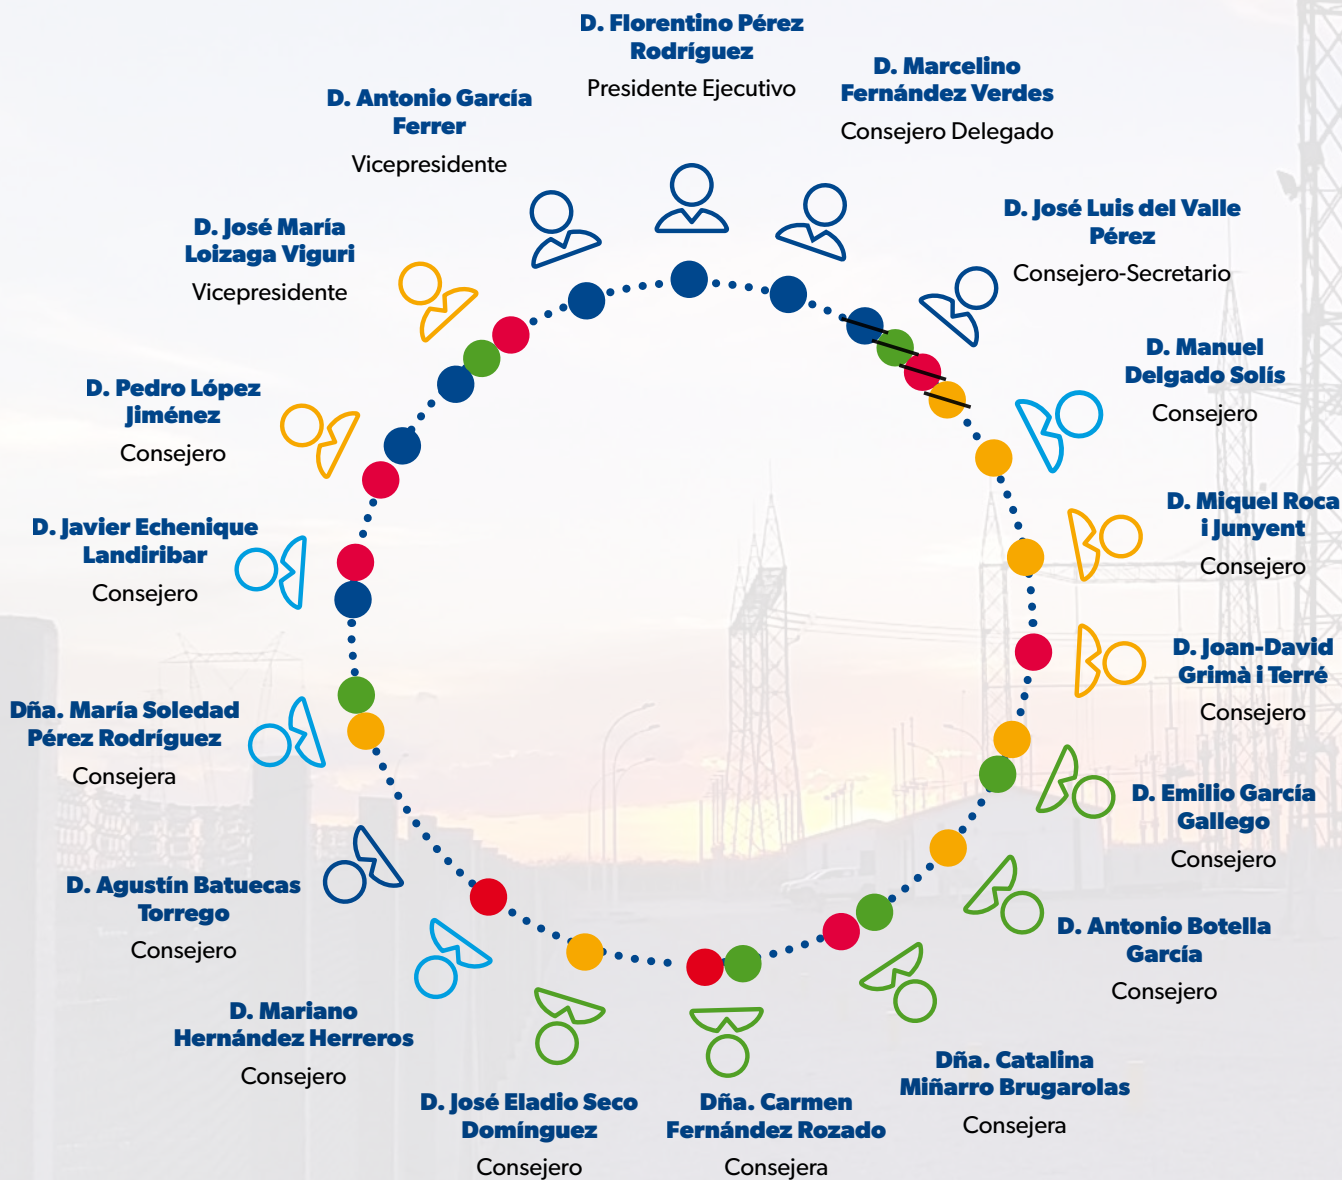 D. Florentino Pérez
Rodríguez
Presidente Ejecutivo
D. Marcelino
Fernández Verdes
Consejero Delegado
D. José Luis del Valle
Pérez
Consejero-Secretario
D. Manuel
Delgado Solís
Consejero
D. Miquel Roca
i Junyent
Consejero
D. Joan-David
Grimà i Terré
Consejero
D. Emilio García
Gallego
Consejero
D. Antonio Botella
García
Consejero
Dña. Catalina
Miñarro Brugarolas
Consejera
Dña. Carmen
Fernández Rozado
Consejera
D. José Eladio Seco
Domínguez
Consejero
D. Mariano
Hernández Herreros
Consejero
D. Agustín Batuecas
Torrego
Consejero
Dña. María Soledad
Pérez Rodríguez
Consejera
D. Javier Echenique
Landiribar
Consejero
D. Pedro López
Jiménez
Consejero
D. José María
Loizaga Viguri
Vicepresidente
D. Antonio García
Ferrer
Vicepresidente